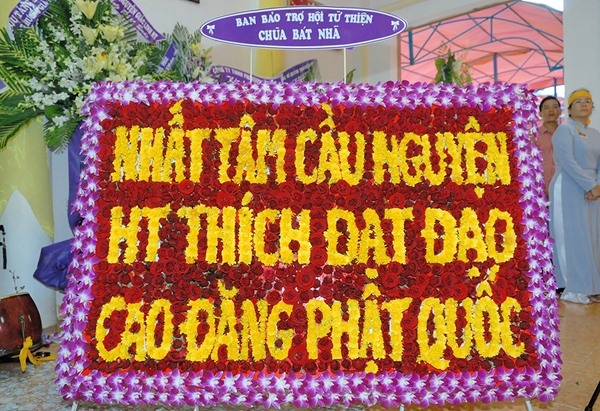 BAN BẢO TRỢ HỘI TỪ THIỆN
CHÙA BÁT NHÃ
NHẤT TÂM CẦU NGUYỆN
HT THÍCH ĐẠT ĐẠO
CAO ĐĂNG PHẬT QUỐC